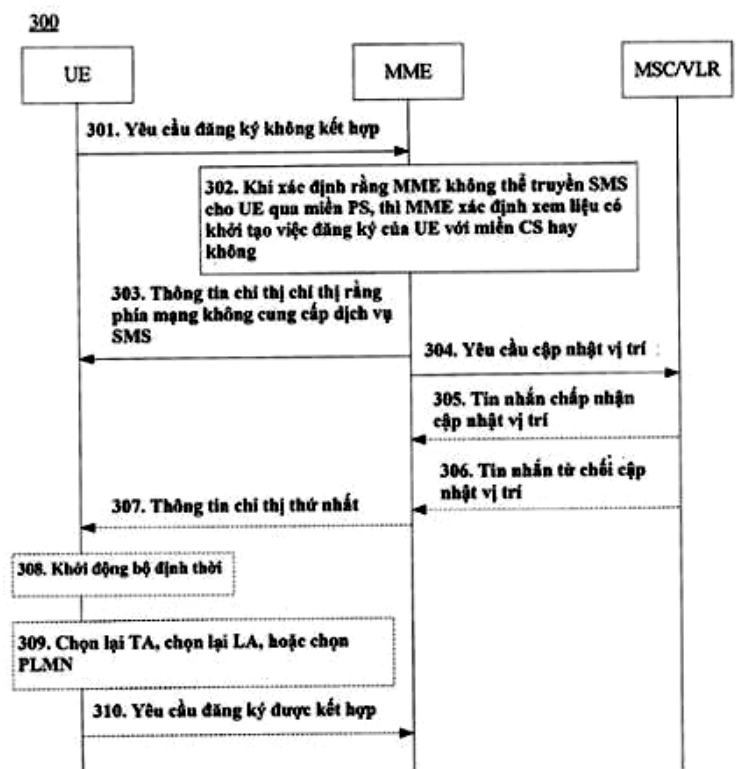 300
UE
MME
MSC/VLR
301. Yêu cầu đăng ký không kết hợp
302. Khi xác định rằng MME không thể truyền SMS
cho UE qua miền PS, thì MME xác định xem liệu có
khởi tạo việc đăng ký của UE với miền CS hay
không
303. Thông tin chỉ thị chỉ thị rằng
phía mạng không cung cấp dịch vụ
SMS
304. Yêu cầu cập nhật vị trí
305. Tin nhắn chấp nhận
cập nhật vị trí
306. Tin nhắn từ chối cập
nhật vị trí
307. Thông tin chỉ thị thứ nhất
308. Khởi động bộ định thời
309. Chọn lại TA, chọn lại LA, hoặc chọn
PLMN
310. Yêu cầu đăng ký được kết hợp